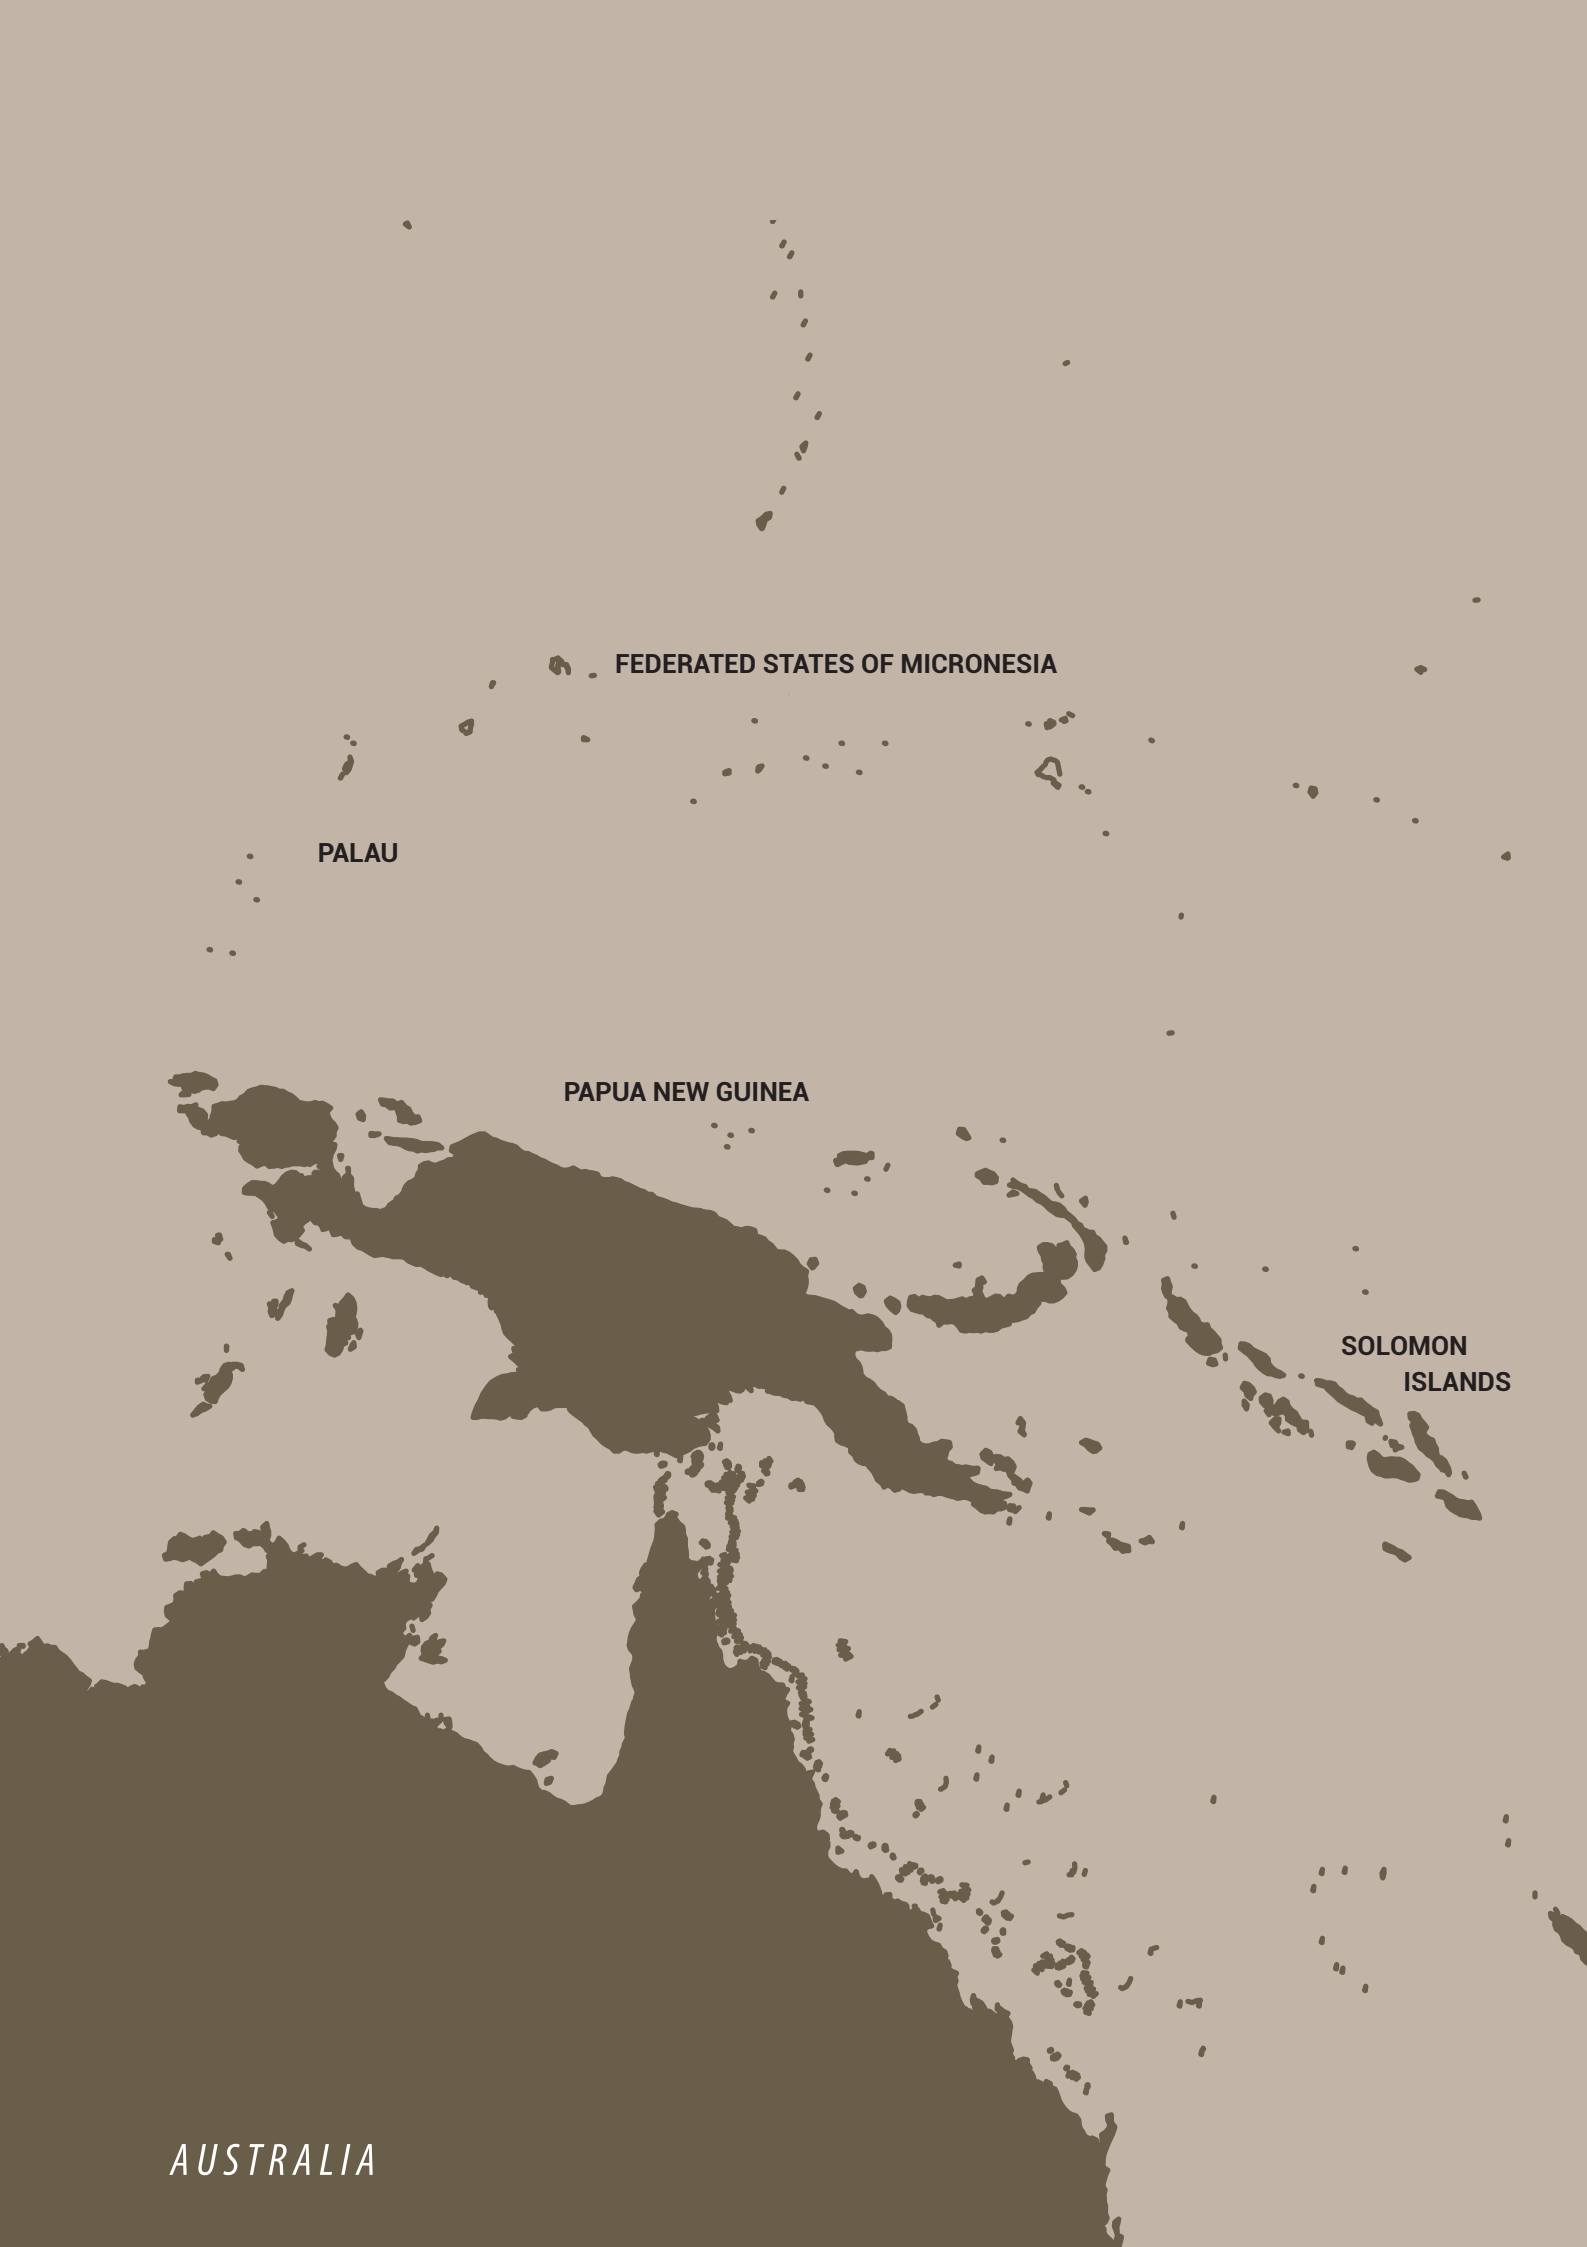 FEDERATED STATES OF MICRONESIA
PALAU
PAPUA NEW GUINEA
SOLOMON
ISLANDS
AUSTRALIA